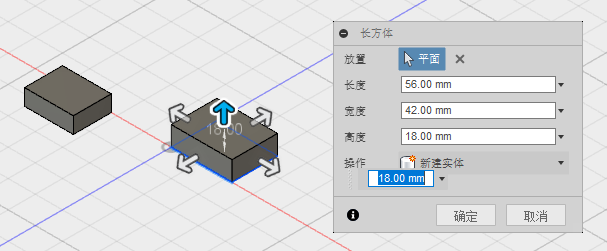 长方体
放置 平面
长度 56.00 mm
宽度 42.00 mm
高度 18.00 mm
操作 新建实体
18.00 mm
确定 取消
18.00